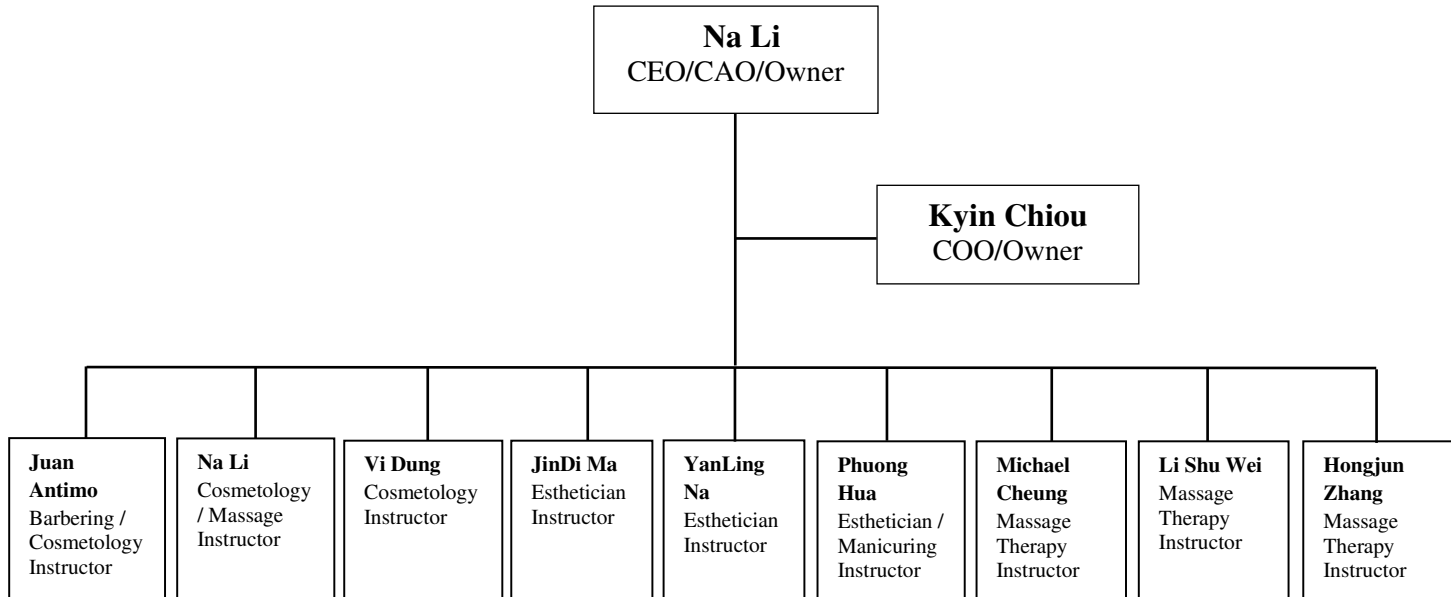 Na Li
CEO/CAO/Owner
Kyin Chiou
COO/Owner
Juan
Antimo
Barbering /
Cosmetology
Instructor
Na Li
Cosmetology
/ Massage
Instructor
Vi Dung
Cosmetology
Instructor
JinDi Ma
Esthetician
Instructor
YanLing
Na
Esthetician
Instructor
Phuong
Hua
Esthetician /
Manicuring
Instructor
Michael
Cheung
Massage
Therapy
Instructor
Li Shu Wei
Massage
Therapy
Instructor
Hongjun
Zhang
Massage
Therapy
Instructor